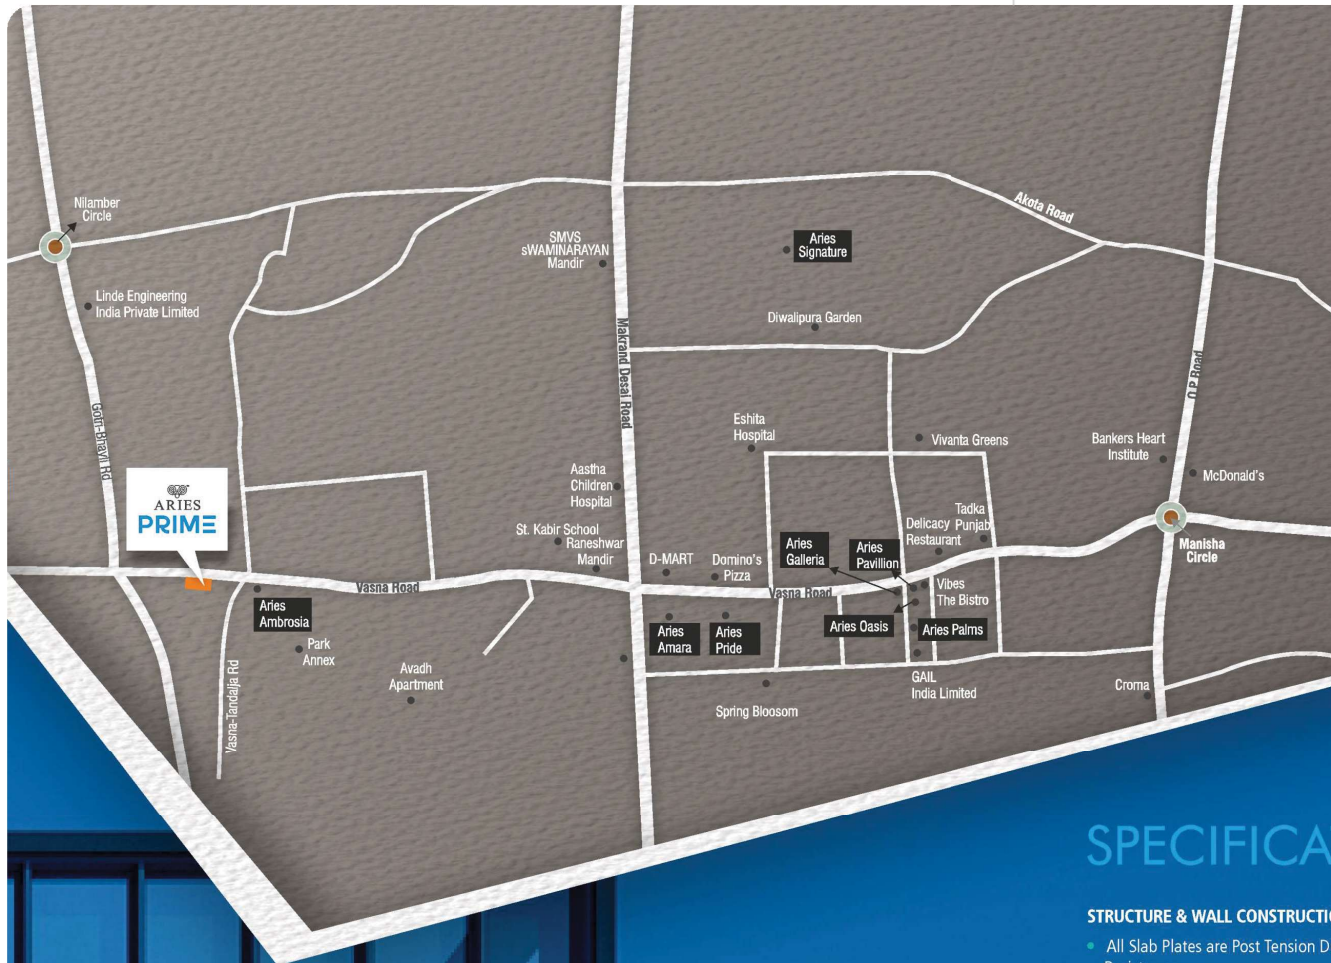 Nilamber
Circle
Linde Engineering
India Private Limited
SMVS
sWAMINARAYAN
Mandir
Aries
Signature
Akota Road
Diwalipura Garden
Makrand Desai Road
O.P. Road
Gotri-Bhayli Rd
Eshita
Hospital
Vivanta Greens
Bankers Heart
Institute
McDonald's
ARIES
PRIME
Aastha
Children
Hospital
St. Kabir School
Raneshwar
Mandir
D-MART
Domino's
Pizza
Aries
Galleria
Aries
Pavillion
Delicacy
Restaurant
Tadka
Punjab
Manisha
Circle
Vasna Road
Vasna Road
Vibes
The Bistro
Aries
Ambrosia
Park
Annex
Avadh
Apartment
Vasna-Tandalja Rd
Aries
Amara
Aries
Pride
Aries Oasis
Aries Palms
GAIL
India Limited
Spring Bloosom
Croma
SPECIFICA
STRUCTURE & WALL CONSTRUCTI
All Slab Plates are Post Tension D